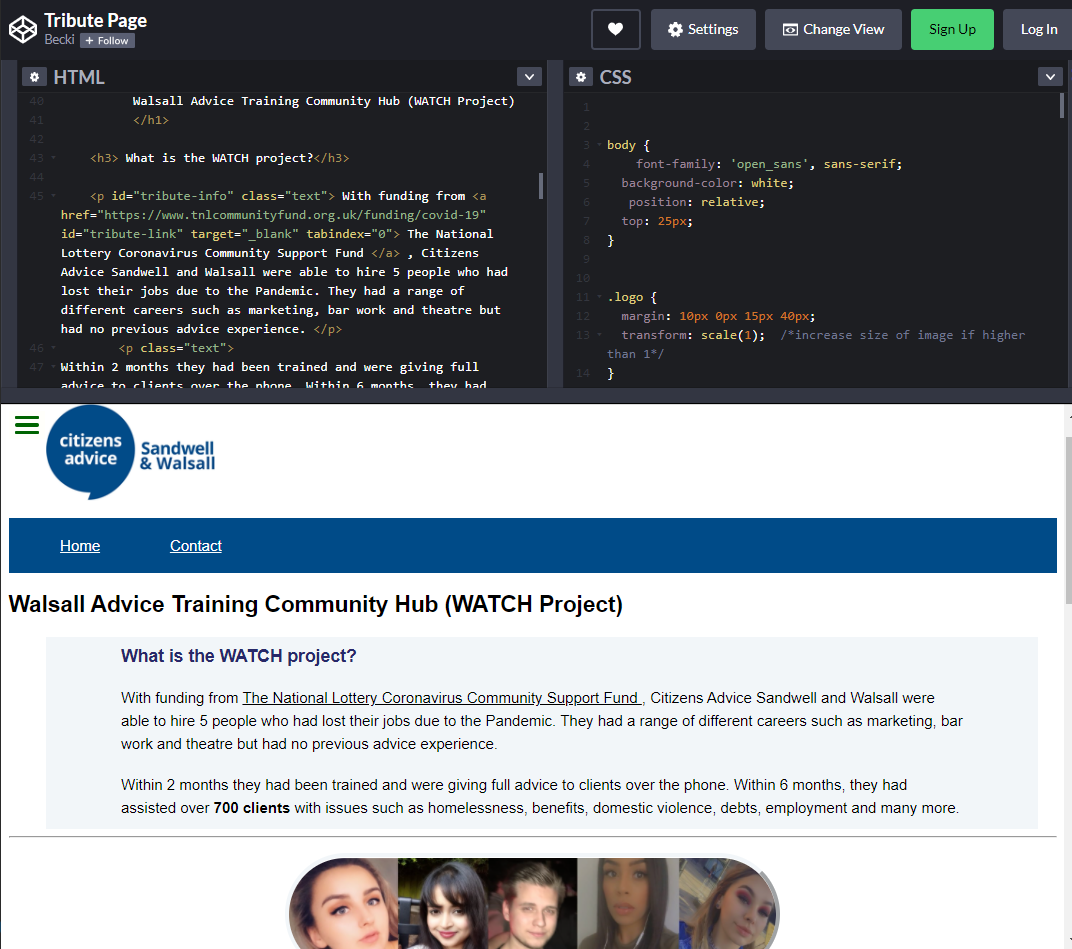 Tribute Page
Becki + Follow
Settings
Change View
Sign Up
Log In
HTML
40 Walsall Advice Training Community Hub (WATCH Project)
41 </h1>
42
43 <h3> What is the WATCH project?</h3>
44
45 <p id="tribute-info" class="text"> With funding from <a
href="https://www.tnlcommunityfund.org.uk/funding/covid-19"
id="tribute-link" target="_blank" tabindex="0"> The National
Lottery Coronavirus Community Support Fund </a> , Citizens
Advice Sandwell and Walsall were able to hire 5 people who had
lost their jobs due to the Pandemic. They had a range of
different careers such as marketing, bar work and theatre but
had no previous advice experience. </p>
46 <p class="text">
47 Within 2 months they had been trained and were giving full
advice to clients over the phone. Within 6 months, they had
CSS
1
2
3 body {
4 font-family: 'open_sans', sans-serif;
5 background-color: white;
6 position: relative;
7 top: 25px;
8 }
9
10
11 .logo {
12 margin: 10px 0px 15px 40px;
13 transform: scale(1); /*increase size of image if higher
than 1*/
14 }
citizens
advice
Sandwell
& Walsall
Home
Contact
Walsall Advice Training Community Hub (WATCH Project)
What is the WATCH project?
With funding from The National Lottery Coronavirus Community Support Fund , Citizens Advice Sandwell and Walsall were
able to hire 5 people who had lost their jobs due to the Pandemic. They had a range of different careers such as marketing, bar
work and theatre but had no previous advice experience.
Within 2 months they had been trained and were giving full advice to clients over the phone. Within 6 months, they had
assisted over 700 clients with issues such as homelessness, benefits, domestic violence, debts, employment and many more.